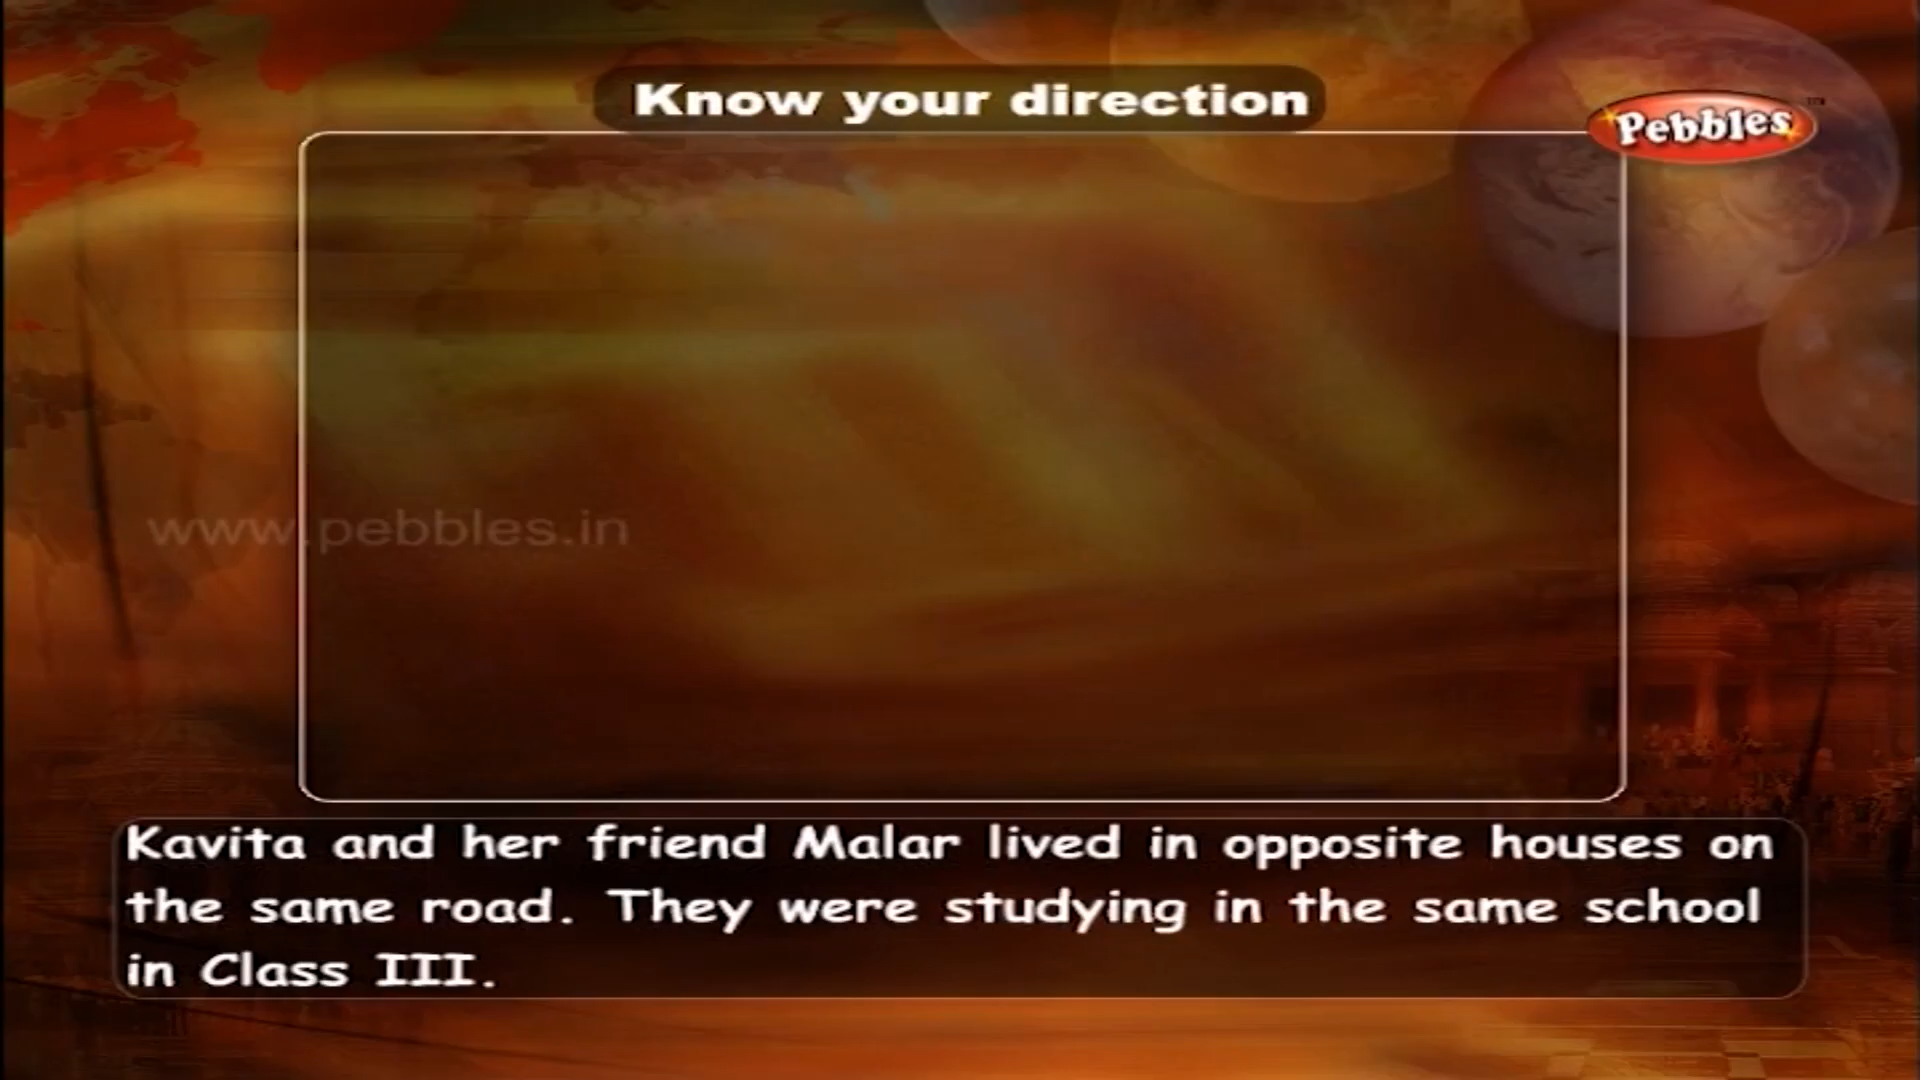 Know your direction
Pebbles™
www.pebbles.in
Kavita and her friend Malar lived in opposite houses on
the same road. They were studying in the same school
in Class III.